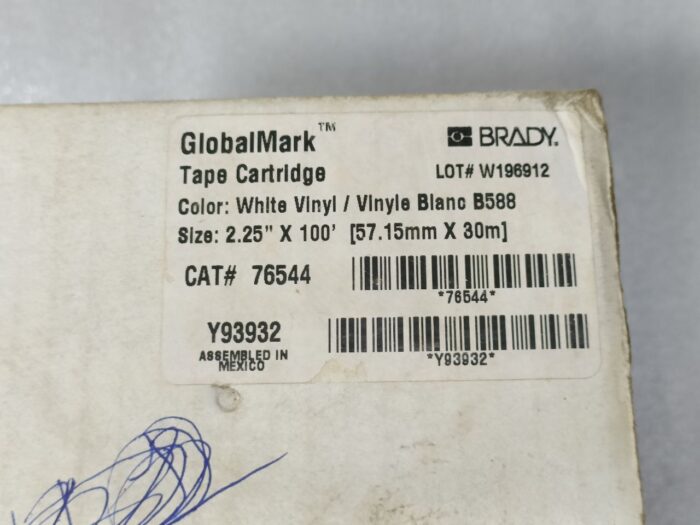 GlobalMark™
BRADY.
Tape Cartridge
LOT# W196912
Color: White Vinyl / Vinyle Blanc B588
Size: 2.25" X 100' [57.15mm X 30m]
CAT# 76544
*76544*
Y93932
ASSEMBLED IN
MEXICO
*Y93932*